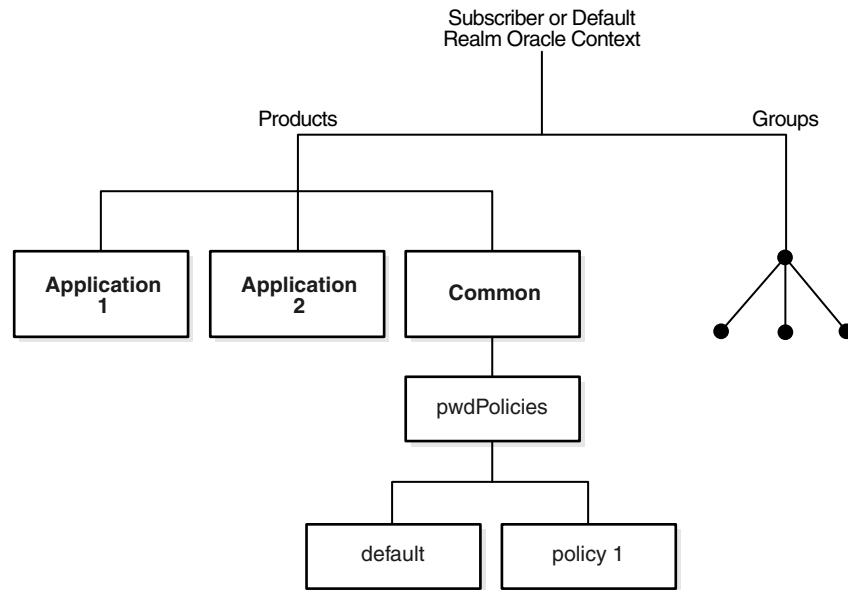 Subscriber or Default
Realm Oracle Context
Products
Groups
Application
1
Application
2
Common
pwdPolicies
default
policy 1